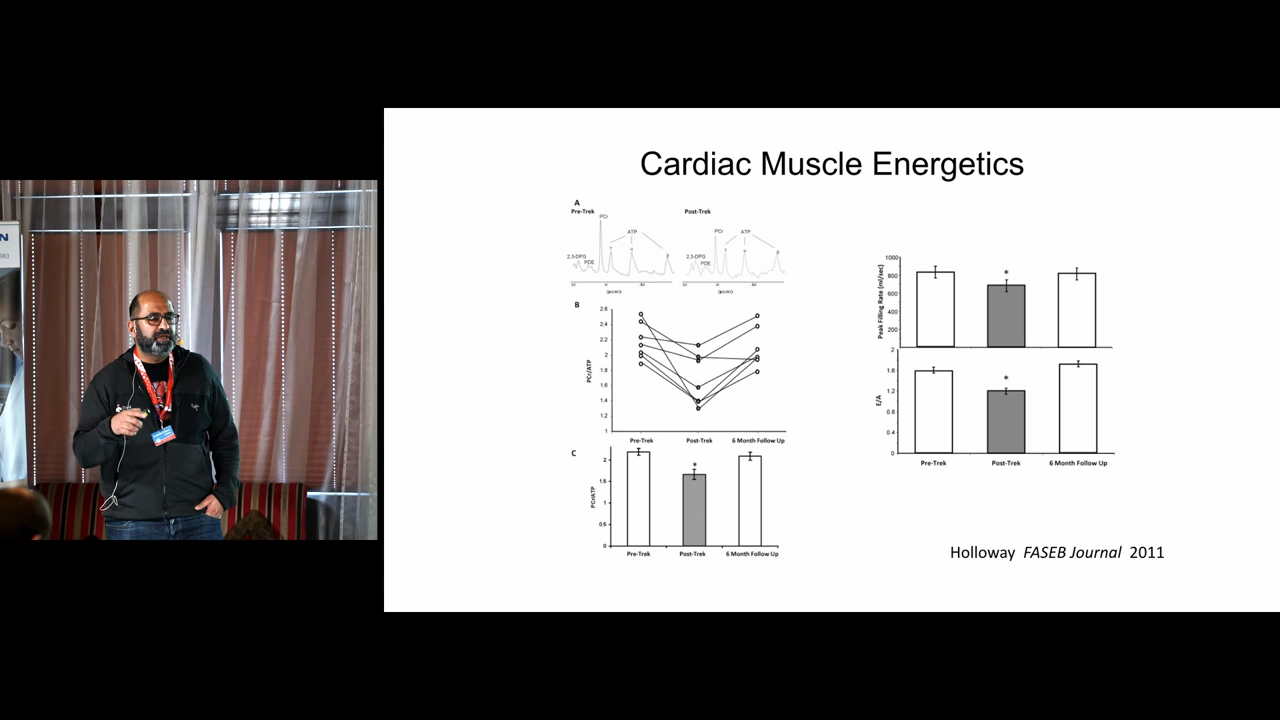 Cardiac Muscle Energetics
A
Pre-Trek
PCr
ATP
2,3-DPG
PDE
γ
α
β
(ppm)
Post-Trek
PCr
ATP
2,3-DPG
PDE
γ
α
β
(ppm)
B
PCr/ATP
2.6
2.4
2.2
2
1.8
1.6
1.4
1.2
1
Pre-Trek Post-Trek 6 Month Follow Up
C
PCr/ATP
2
1.5
1
0.5
0
*
Pre-Trek Post-Trek 6 Month Follow Up
Peak Filling Rate (ml/sec)
1000
800
600
400
200
*
E/A
2
1.6
1.2
0.8
0.4
0
*
Pre-Trek Post-Trek 6 Month Follow Up
Holloway FASEB Journal 2011
N